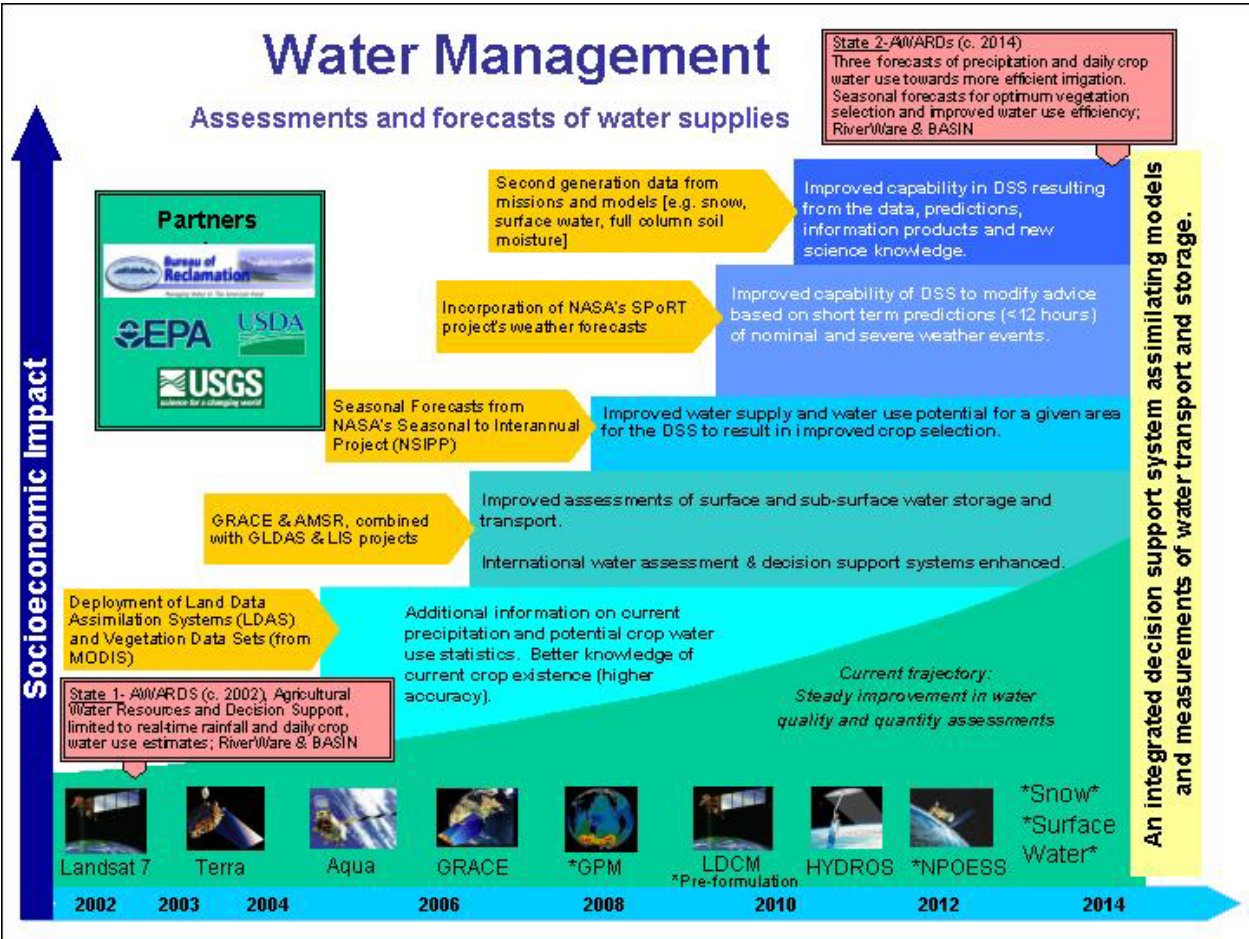 Water Management
Assessments and forecasts of water supplies
State 2-AWARDs (c. 2014)
Three forecasts of precipitation and daily crop
water use towards more efficient irrigation.
Seasonal forecasts for optimum vegetation
selection and improved water use efficiency;
RiverWare & BASIN
Socioeconomic Impact
Partners
Bureau of
Reclamation
EPA
USDA
USGS
science for a changing world
Second generation data from
missions and models [e.g. snow,
surface water, full column soil
moisture]
Improved capability in DSS resulting
from the data, predictions,
information products and new
science knowledge.
Incorporation of NASA's SPoRT
project's weather forecasts
Improved capability of DSS to modify advice
based on short term predictions (<12 hours)
of nominal and severe weather events.
Seasonal Forecasts from
NASA's Seasonal to Interannual
Project (NSIPP)
Improved water supply and water use potential for a given area
for the DSS to result in improved crop selection.
GRACE & AMSR, combined
with GLDAS & LIS projects
Improved assessments of surface and sub-surface water storage and
transport.
International water assessment & decision support systems enhanced.
Deployment of Land Data
Assimilation Systems (LDAS)
and Vegetation Data Sets (from
MODIS)
Additional information on current
precipitation and potential crop water
use statistics. Better knowledge of
current crop existence (higher
accuracy).
Current trajectory:
Steady improvement in water
quality and quantity assessments
State 1- AWARDS (c. 2002), Agricultural
Water Resources and Decision Support,
limited to real-time rainfall and daily crop
water use estimates; RiverWare & BASIN
An integrated decision support system assimilating models
and measurements of water transport and storage.
Landsat 7
Terra
Aqua
GRACE
*GPM
LDCM
*Pre-formulation
HYDROS
*NPOESS
*Snow*
*Surface
Water*
2002 2003 2004 2006 2008 2010 2012 2014